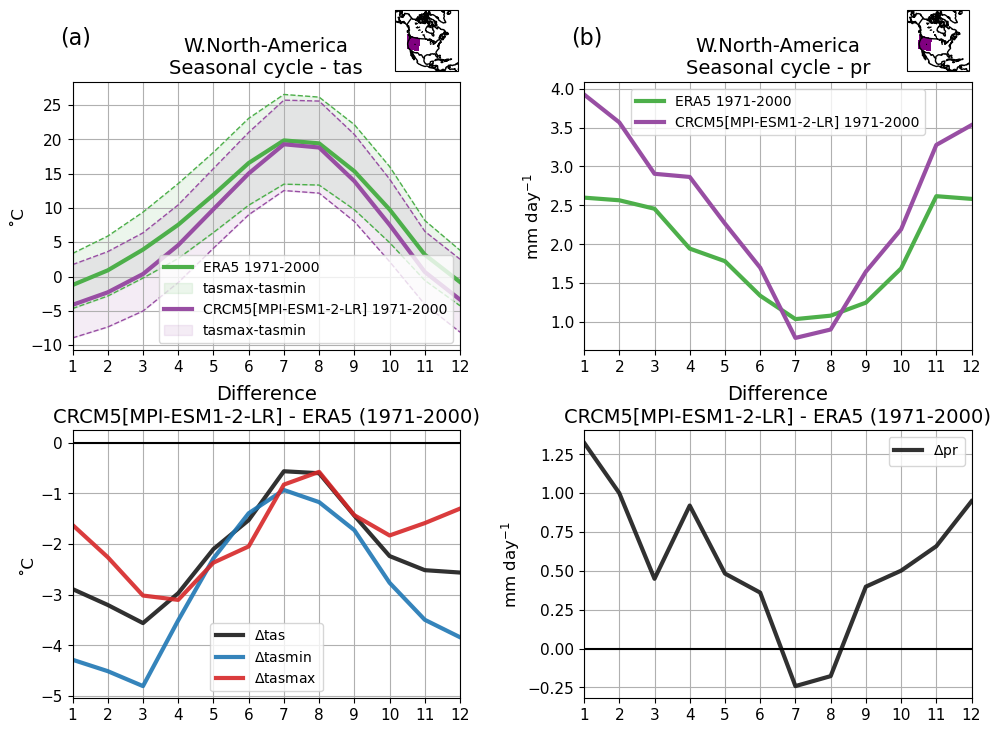 (a)
W.North-America
Seasonal cycle - tas
25
20
15
10
5
0
−5
−10
˚C
ERA5 1971-2000
tasmax-tasmin
CRCM5[MPI-ESM1-2-LR] 1971-2000
tasmax-tasmin
1 2 3 4 5 6 7 8 9 10 11 12
(b)
W.North-America
Seasonal cycle - pr
4.0
3.5
3.0
2.5
2.0
1.5
1.0
mm day⁻¹
ERA5 1971-2000
CRCM5[MPI-ESM1-2-LR] 1971-2000
1 2 3 4 5 6 7 8 9 10 11 12
Difference
CRCM5[MPI-ESM1-2-LR] - ERA5 (1971-2000)
0
−1
−2
−3
−4
−5
˚C
Δtas
Δtasmin
Δtasmax
1 2 3 4 5 6 7 8 9 10 11 12
Difference
CRCM5[MPI-ESM1-2-LR] - ERA5 (1971-2000)
1.25
1.00
0.75
0.50
0.25
0.00
−0.25
mm day⁻¹
Δpr
1 2 3 4 5 6 7 8 9 10 11 12